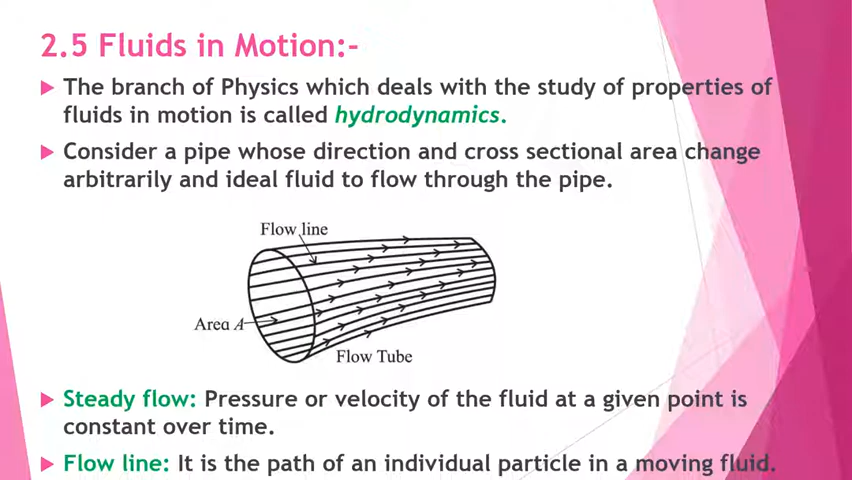 2.5 Fluids in Motion:-
The branch of Physics which deals with the study of properties of
fluids in motion is called hydrodynamics.
Consider a pipe whose direction and cross sectional area change
arbitrarily and ideal fluid to flow through the pipe.
Flow line
Area A
Flow Tube
Steady flow: Pressure or velocity of the fluid at a given point is
constant over time.
Flow line: It is the path of an individual particle in a moving fluid.